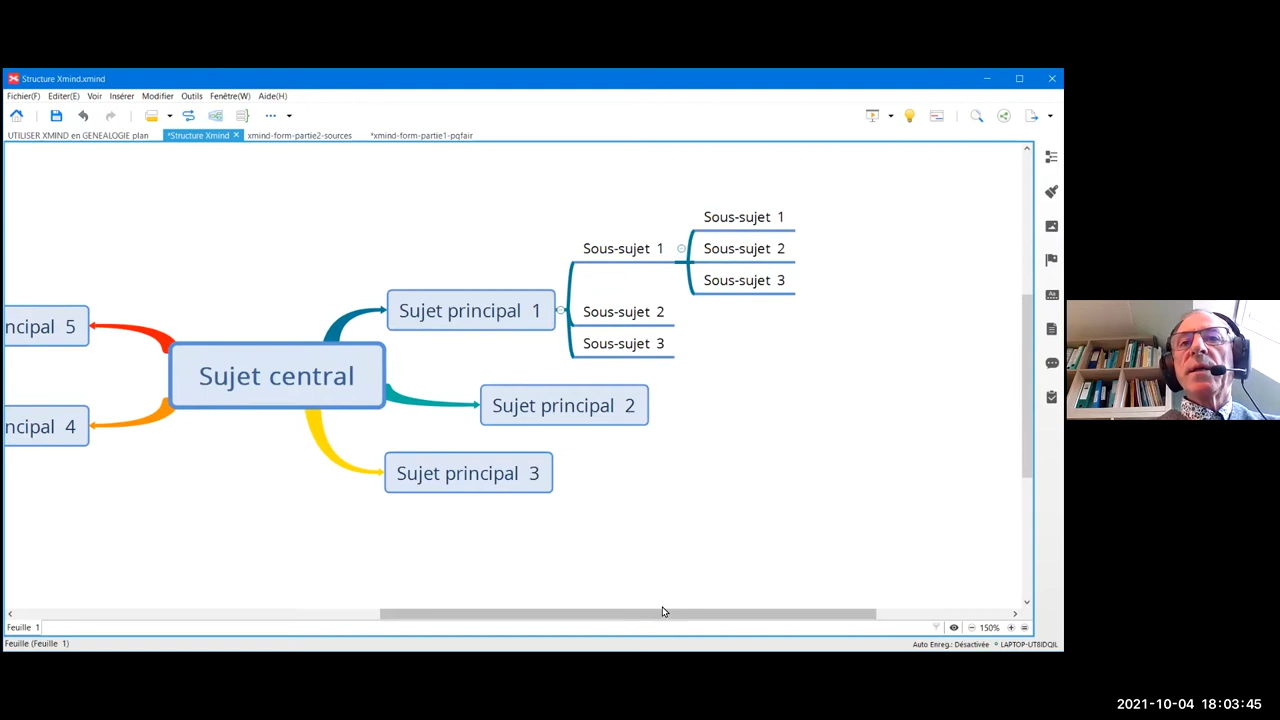 Structure Xmind.xmind
Fichier(F) Editer(E) Voir Insérer Modifier Outils Fenêtre(W) Aide(H)
UTILISER XMIND en GENEALOGIE plan *Structure Xmind xmind-form-partie2-sources *xmind-form-partie1-pqfair
Sous-sujet 1
Sous-sujet 1
Sous-sujet 2
Sous-sujet 3
Sujet principal 1
Sous-sujet 2
Sous-sujet 3
ncipal 5
Sujet central
Sujet principal 2
ncipal 4
Sujet principal 3
Feuille 1
150%
Feuille (Feuille 1)
Auto Enreg.: Désactivée
LAPTOP-UT8IDQIL
2021-10-04 18:03:45